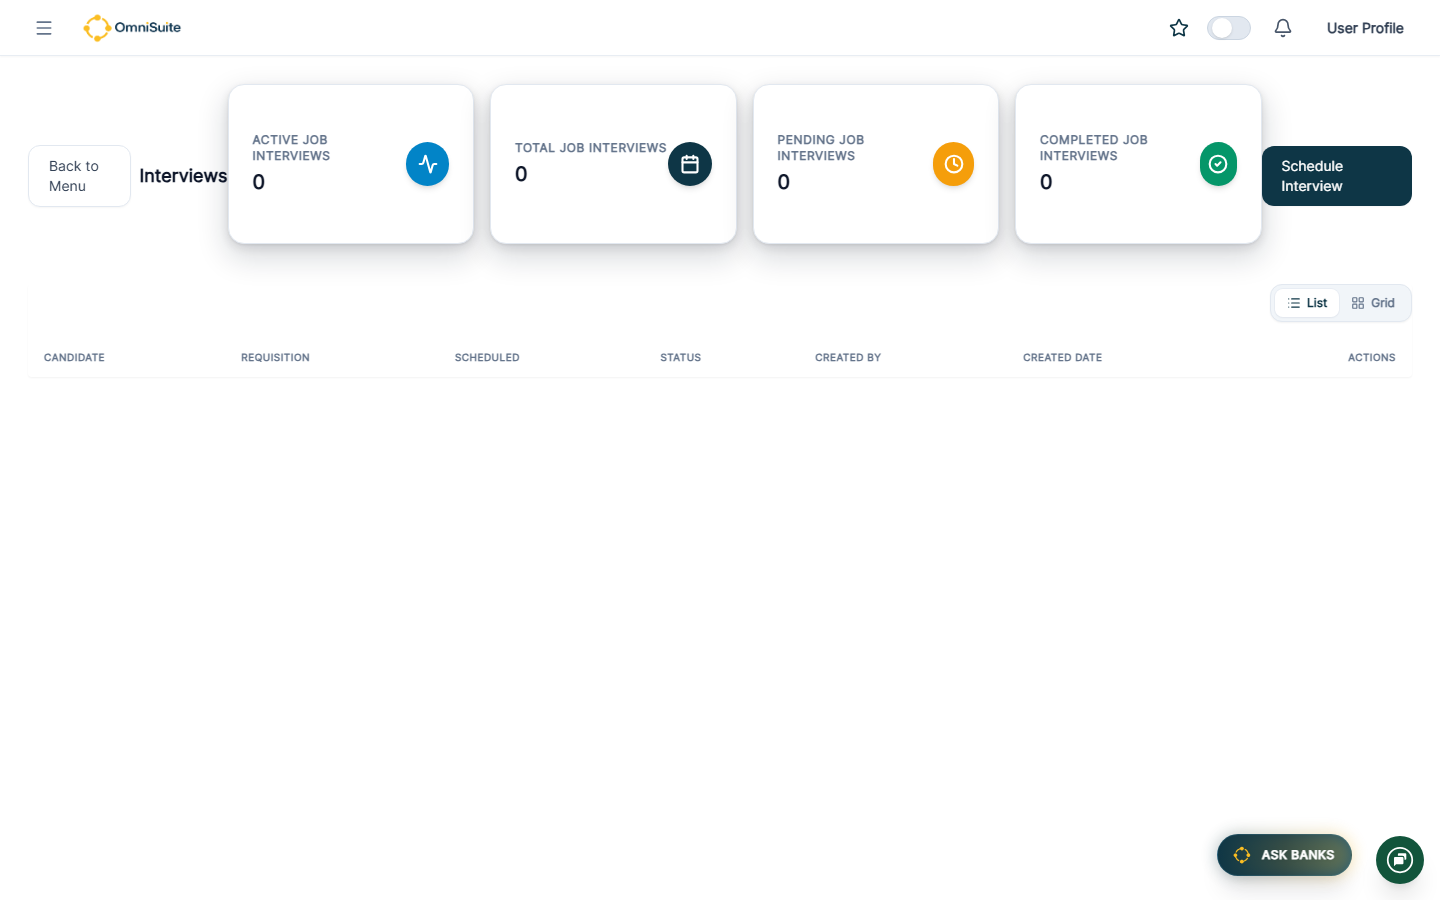 OmniSuite
User Profile
Back to
Menu
Interviews
ACTIVE JOB
INTERVIEWS
0
TOTAL JOB INTERVIEWS
0
PENDING JOB
INTERVIEWS
0
COMPLETED JOB
INTERVIEWS
0
Schedule
Interview
List
Grid
CANDIDATE
REQUISITION
SCHEDULED
STATUS
CREATED BY
CREATED DATE
ACTIONS
ASK BANKS